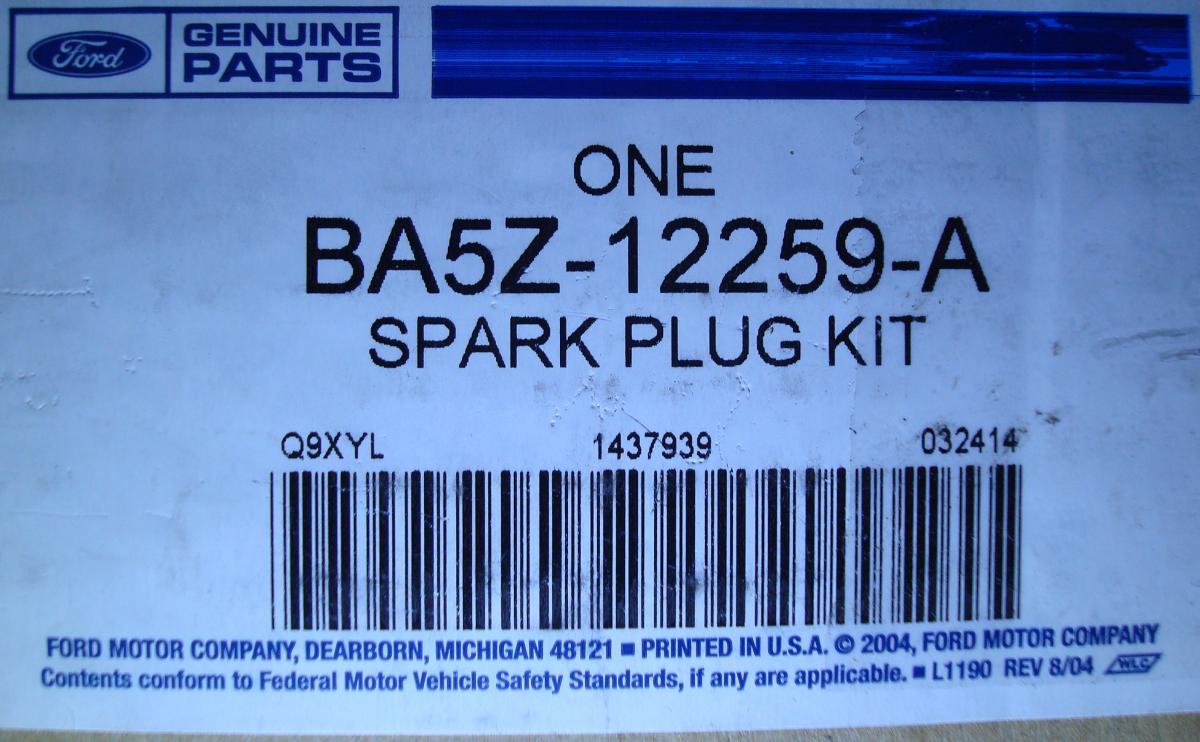 Ford GENUINE
PARTS
ONE
BA5Z-12259-A
SPARK PLUG KIT
Q9XYL 1437939 032414
FORD MOTOR COMPANY, DEARBORN, MICHIGAN 48121 ■ PRINTED IN U.S.A. © 2004, FORD MOTOR COMPANY
Contents conform to Federal Motor Vehicle Safety Standards, if any are applicable. ■ L1190 REV 8/04 WLC